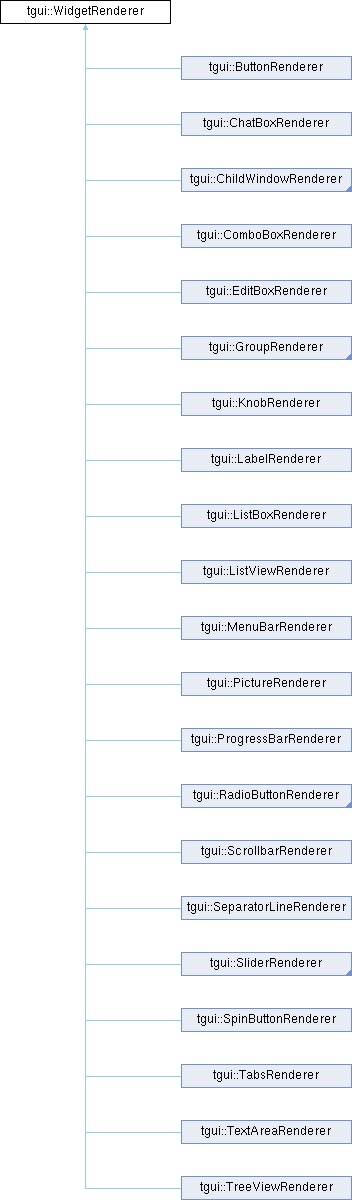 tgui::WidgetRenderer
tgui::ButtonRenderer
tgui::ChatBoxRenderer
tgui::ChildWindowRenderer
tgui::ComboBoxRenderer
tgui::EditBoxRenderer
tgui::GroupRenderer
tgui::KnobRenderer
tgui::LabelRenderer
tgui::ListBoxRenderer
tgui::ListViewRenderer
tgui::MenuBarRenderer
tgui::PictureRenderer
tgui::ProgressBarRenderer
tgui::RadioButtonRenderer
tgui::ScrollbarRenderer
tgui::SeparatorLineRenderer
tgui::SliderRenderer
tgui::SpinButtonRenderer
tgui::TabsRenderer
tgui::TextAreaRenderer
tgui::TreeViewRenderer